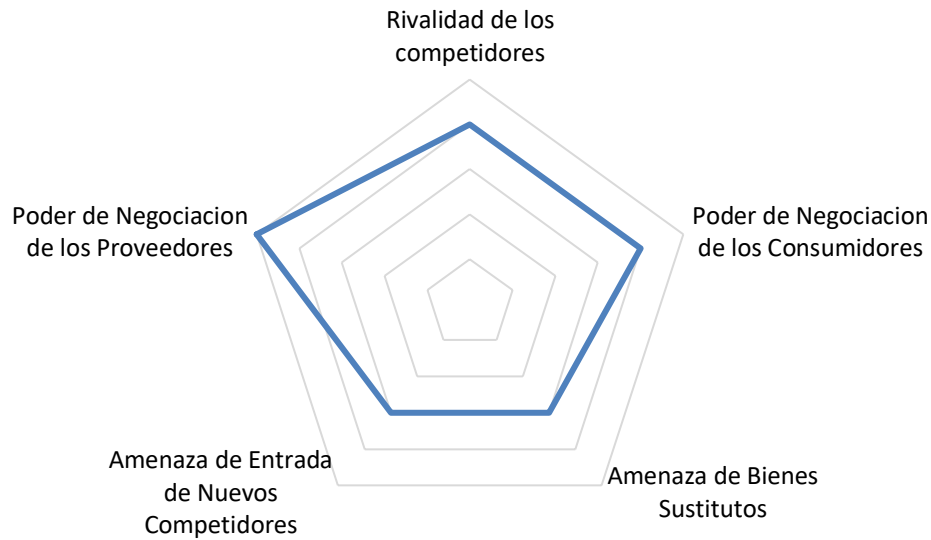 Rivalidad de los
competidores
Poder de Negociacion
de los Consumidores
Amenaza de Bienes
Sustitutos
Amenaza de Entrada
de Nuevos
Competidores
Poder de Negociacion
de los Proveedores